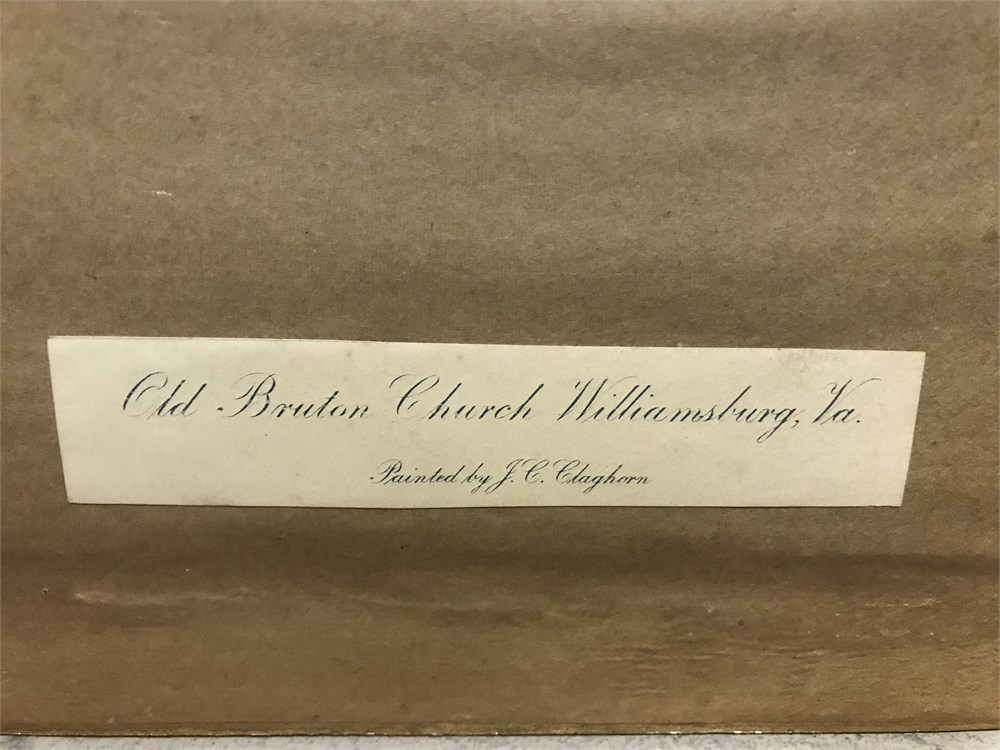 Old Bruton Church Williamsburg, Va.
Painted by J. C. Claghorn